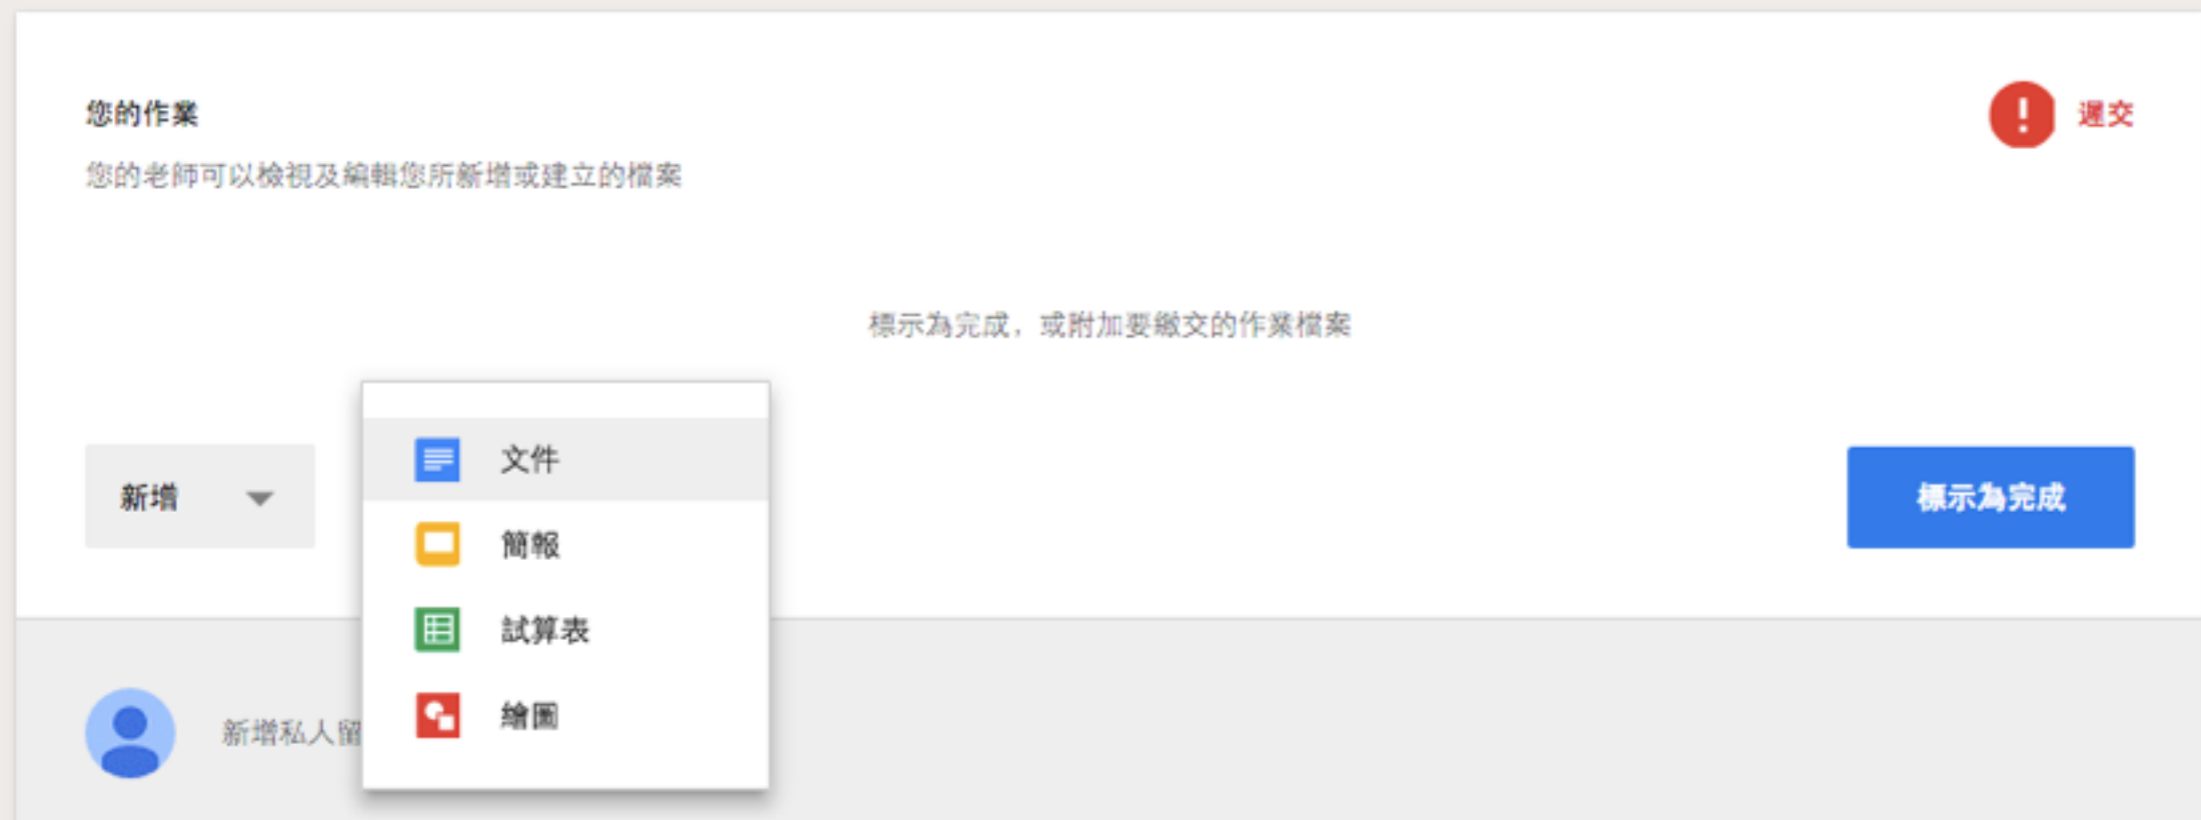 您的作業
遲交
您的老師可以檢視及編輯您所新增或建立的檔案
標示為完成，或附加要繳交的作業檔案
文件
新增
標示為完成
簡報
試算表
繪圖
新增私人留